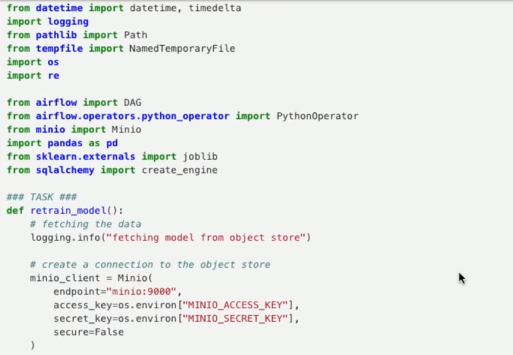 from datetime import datetime, timedelta
import logging
from pathlib import Path
from tempfile import NamedTemporaryFile
import os
import re

from airflow import DAG
from airflow.operators.python_operator import PythonOperator
from minio import Minio
import pandas as pd
from sklearn.externals import joblib
from sqlalchemy import create_engine

### TASK ###
def retrain_model():
    # fetching the data
    logging.info("fetching model from object store")

    # create a connection to the object store
    minio_client = Minio(
        endpoint="minio:9000",
        access_key=os.environ["MINIO_ACCESS_KEY"],
        secret_key=os.environ["MINIO_SECRET_KEY"],
        secure=False
    )